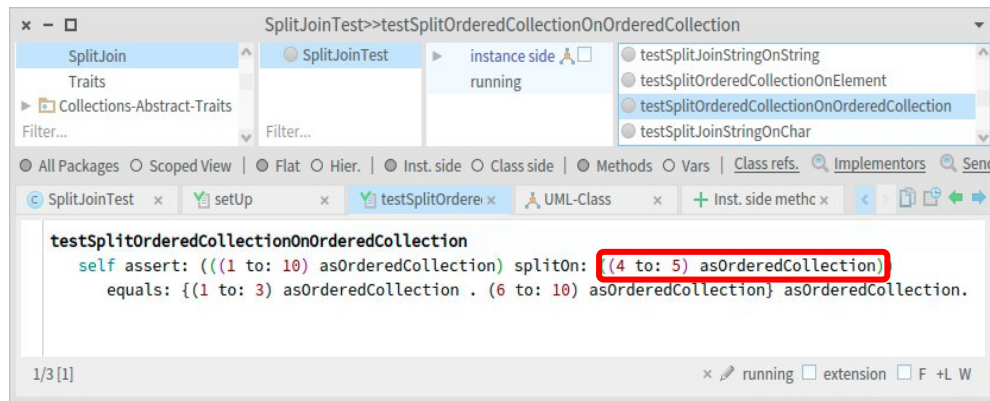 SplitJoinTest>>testSplitOrderedCollectionOnOrderedCollection
SplitJoin
Traits
Collections-Abstract-Traits
Filter...
SplitJoinTest
Filter...
instance side
running
testSplitJoinStringOnString
testSplitOrderedCollectionOnElement
testSplitOrderedCollectionOnOrderedCollection
testSplitJoinStringOnChar
All Packages Scoped View | Flat Hier. | Inst. side Class side | Methods Vars | Class refs. Implementors Senc
SplitJoinTest × setUp × testSplitOrdere × UML-Class × Inst. side methc ×
testSplitOrderedCollectionOnOrderedCollection
self assert: (((1 to: 10) asOrderedCollection) splitOn: ((4 to: 5) asOrderedCollection))
equals: {(1 to: 3) asOrderedCollection . (6 to: 10) asOrderedCollection} asOrderedCollection.
1/3 [1] × running extension F +L W